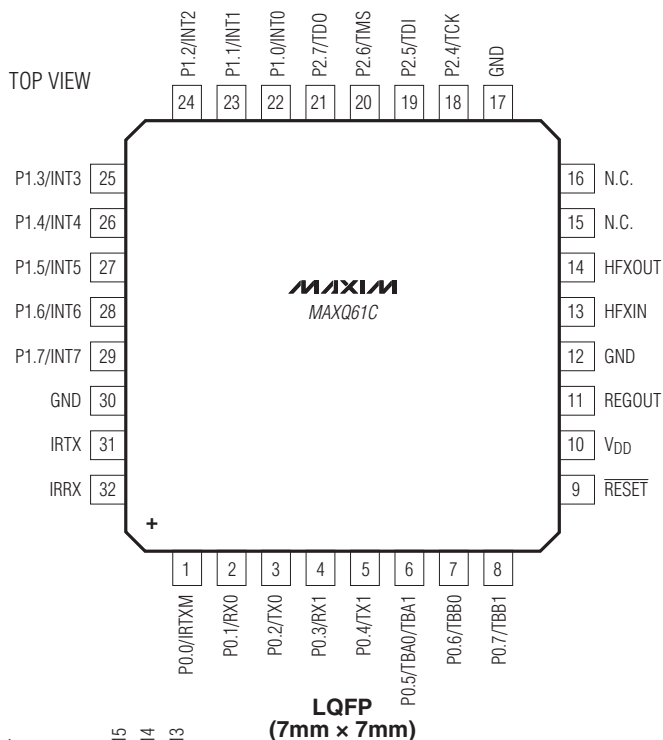 TOP VIEW
P1.2/INT2
P1.1/INT1
P1.0/INT0
P2.7/TDO
P2.6/TMS
P2.5/TDI
P2.4/TCK
GND
24
23
22
21
20
19
18
17
P1.3/INT3 25
P1.4/INT4 26
P1.5/INT5 27
P1.6/INT6 28
P1.7/INT7 29
GND 30
IRTX 31
IRRX 32
MAXIM
MAXQ61C
16 N.C.
15 N.C.
14 HFXOUT
13 HFXIN
12 GND
11 REGOUT
10 VDD
9 RESET
+
1
2
3
4
5
6
7
8
P0.0/IRTXM
P0.1/RX0
P0.2/TX0
P0.3/RX1
P0.4/TX1
P0.5/TBA0/TBA1
P0.6/TBB0
P0.7/TBB1
LQFP
(7mm × 7mm)